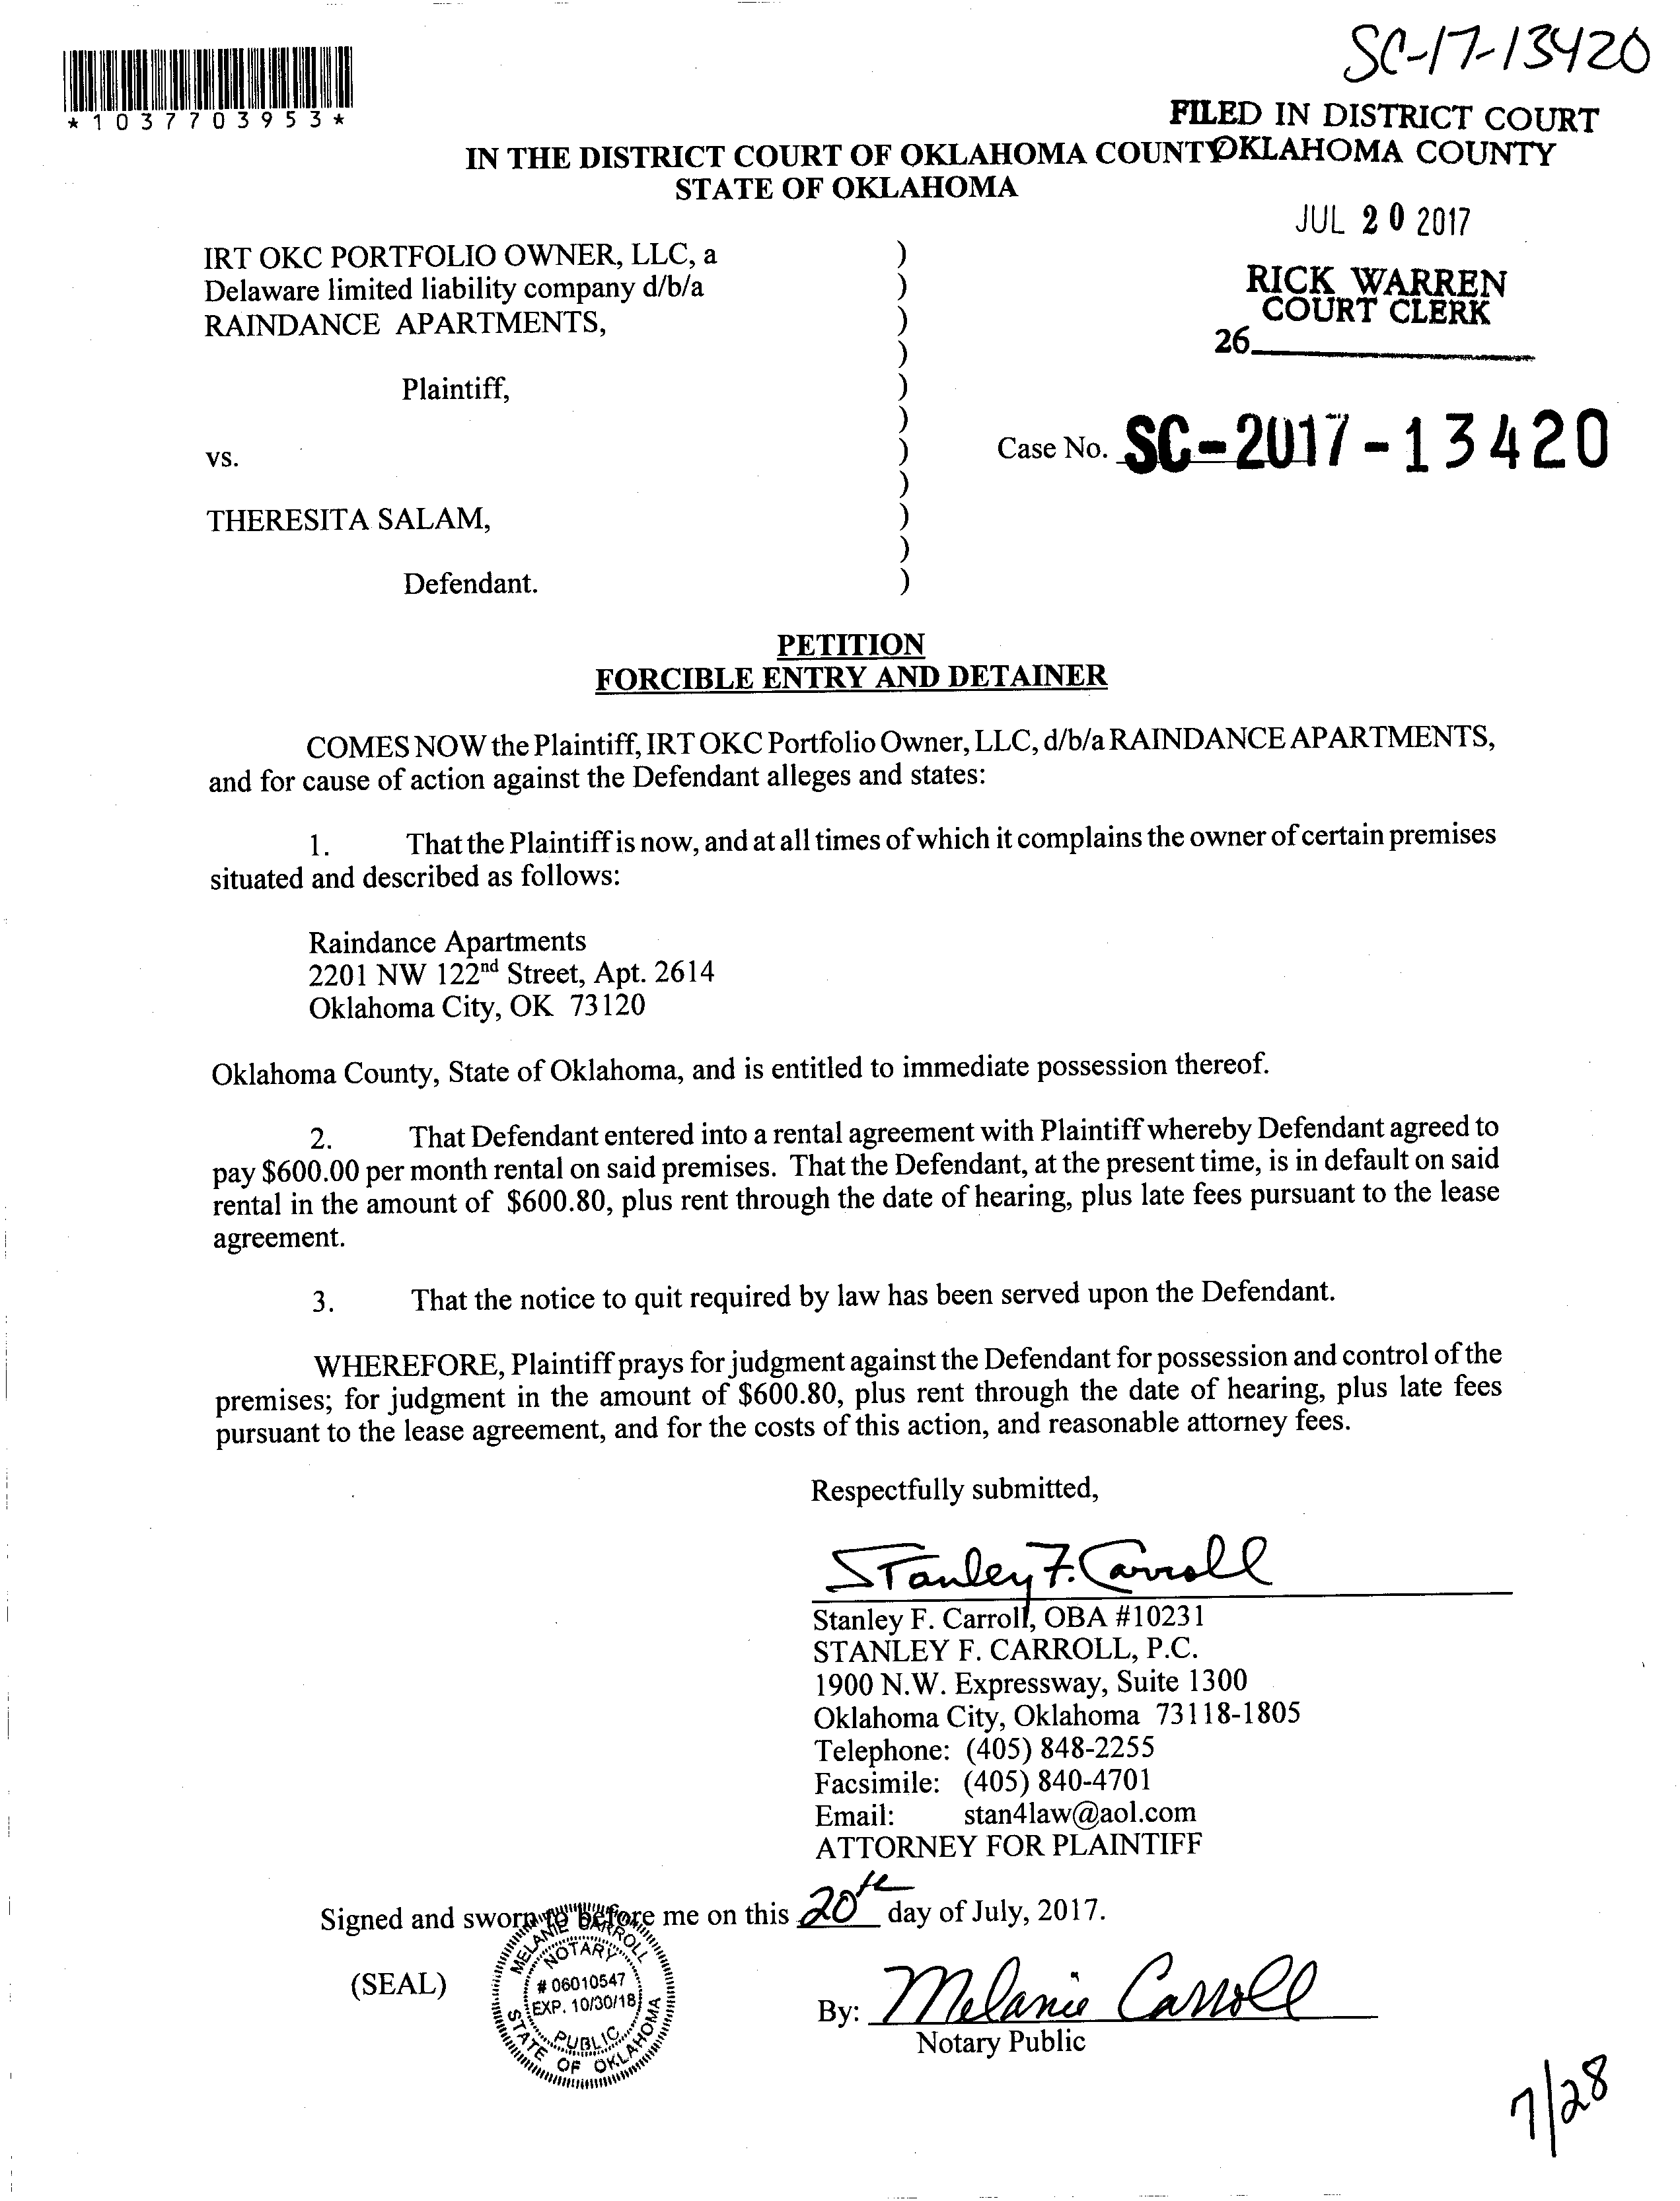 SC-17-13420
*1037703953*
FILED IN DISTRICT COURT
OKLAHOMA COUNTY
IN THE DISTRICT COURT OF OKLAHOMA COUNTY
STATE OF OKLAHOMA
JUL 20 2017
RICK WARREN
COURT CLERK
26
IRT OKC PORTFOLIO OWNER, LLC, a )
Delaware limited liability company d/b/a )
RAINDANCE APARTMENTS, )
)
Plaintiff, )
)
vs. ) Case No. SC-2017-13420
)
THERESITA SALAM, )
)
Defendant. )
PETITION
FORCIBLE ENTRY AND DETAINER
COMES NOW the Plaintiff, IRT OKC Portfolio Owner, LLC, d/b/a RAINDANCE APARTMENTS,
and for cause of action against the Defendant alleges and states:
1. That the Plaintiff is now, and at all times of which it complains the owner of certain premises
situated and described as follows:
Raindance Apartments
2201 NW 122nd Street, Apt. 2614
Oklahoma City, OK 73120
Oklahoma County, State of Oklahoma, and is entitled to immediate possession thereof.
2. That Defendant entered into a rental agreement with Plaintiff whereby Defendant agreed to
pay $600.00 per month rental on said premises. That the Defendant, at the present time, is in default on said
rental in the amount of $600.80, plus rent through the date of hearing, plus late fees pursuant to the lease
agreement.
3. That the notice to quit required by law has been served upon the Defendant.
WHEREFORE, Plaintiff prays for judgment against the Defendant for possession and control of the
premises; for judgment in the amount of $600.80, plus rent through the date of hearing, plus late fees
pursuant to the lease agreement, and for the costs of this action, and reasonable attorney fees.
Respectfully submitted,
Stanley F. Carroll
Stanley F. Carroll, OBA #10231
STANLEY F. CARROLL, P.C.
1900 N.W. Expressway, Suite 1300
Oklahoma City, Oklahoma 73118-1805
Telephone: (405) 848-2255
Facsimile: (405) 840-4701
Email: stan4law@aol.com
ATTORNEY FOR PLAINTIFF
Signed and sworn to before me on this 20th day of July, 2017.
(SEAL)
MELANIE CARROLL
NOTARY
# 06010547
EXP. 10/30/18
PUBLIC
STATE OF OKLAHOMA
By: Melanie Carroll
Notary Public
7/28